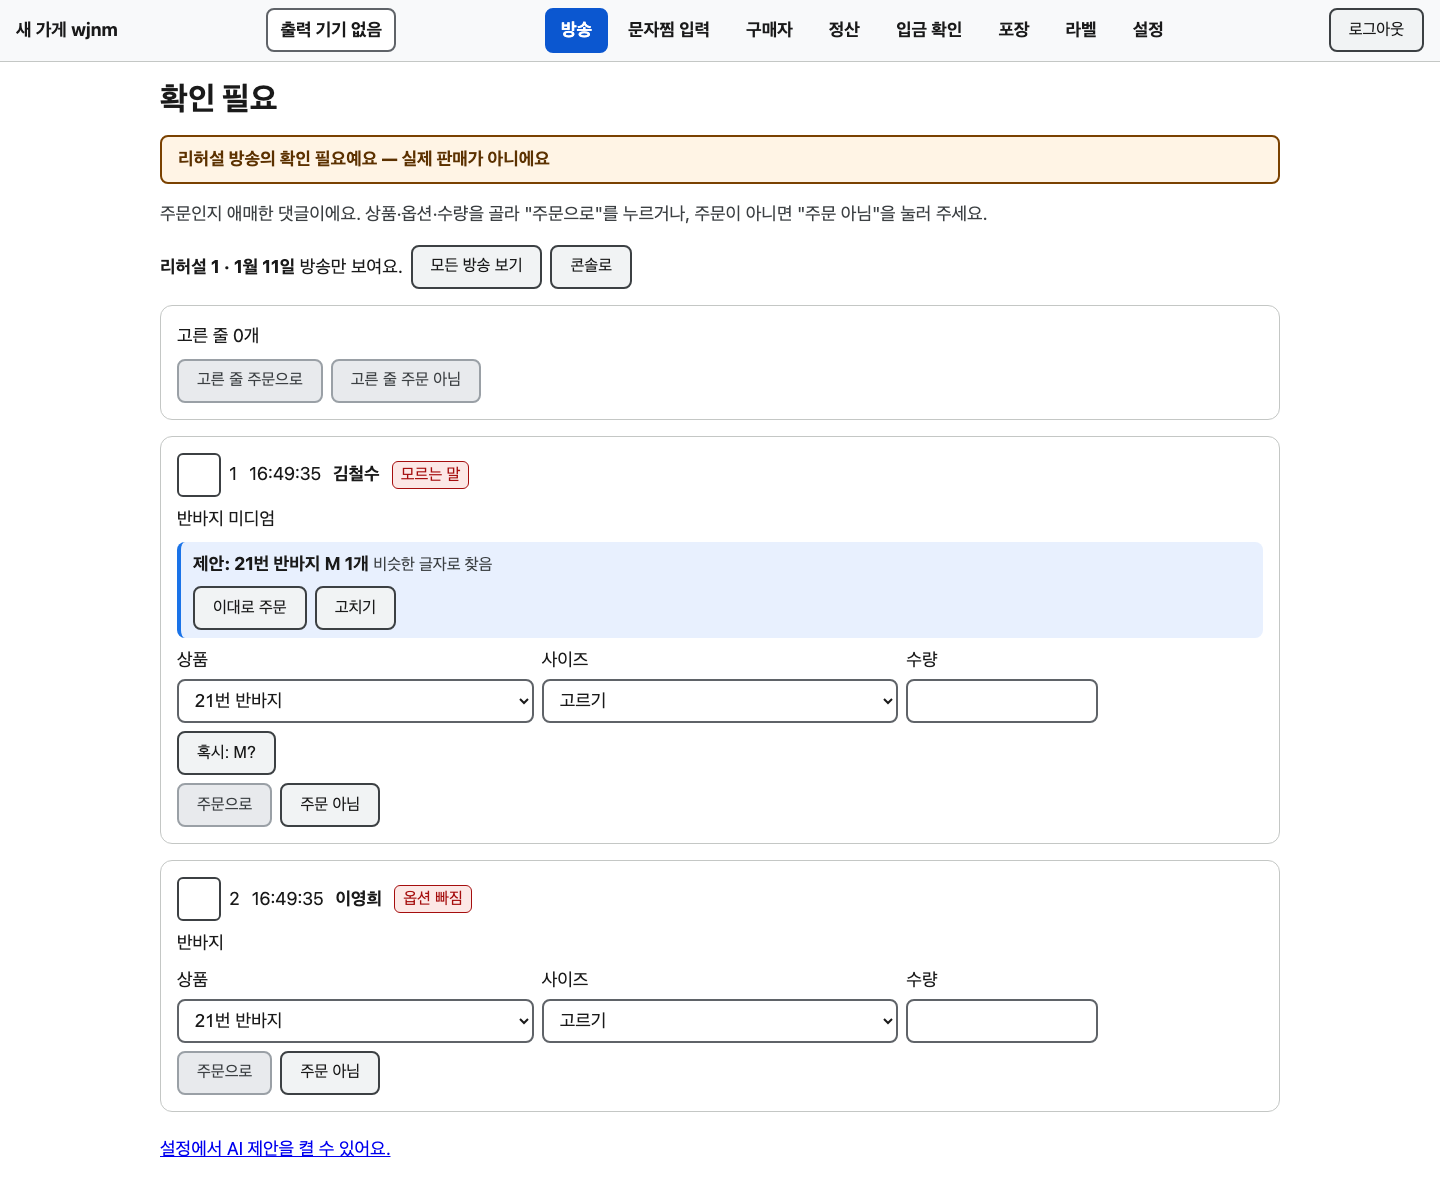 새 가게 wjnm
출력 기기 없음
방송
문자찜 입력
구매자
정산
입금 확인
포장
라벨
설정
로그아웃
확인 필요
리허설 방송의 확인 필요예요 — 실제 판매가 아니에요
주문인지 애매한 댓글이에요. 상품·옵션·수량을 골라 "주문으로"를 누르거나, 주문이 아니면 "주문 아님"을 눌러 주세요.
리허설 1 · 1월 11일 방송만 보여요.
모든 방송 보기
콘솔로
고른 줄 0개
고른 줄 주문으로
고른 줄 주문 아님
1 16:49:35 김철수 모르는 말
반바지 미디엄
제안: 21번 반바지 M 1개 비슷한 글자로 찾음
이대로 주문
고치기
상품
사이즈
수량
21번 반바지
고르기
혹시: M?
주문으로
주문 아님
2 16:49:35 이영희 옵션 빠짐
반바지
상품
사이즈
수량
21번 반바지
고르기
주문으로
주문 아님
설정에서 AI 제안을 켤 수 있어요.